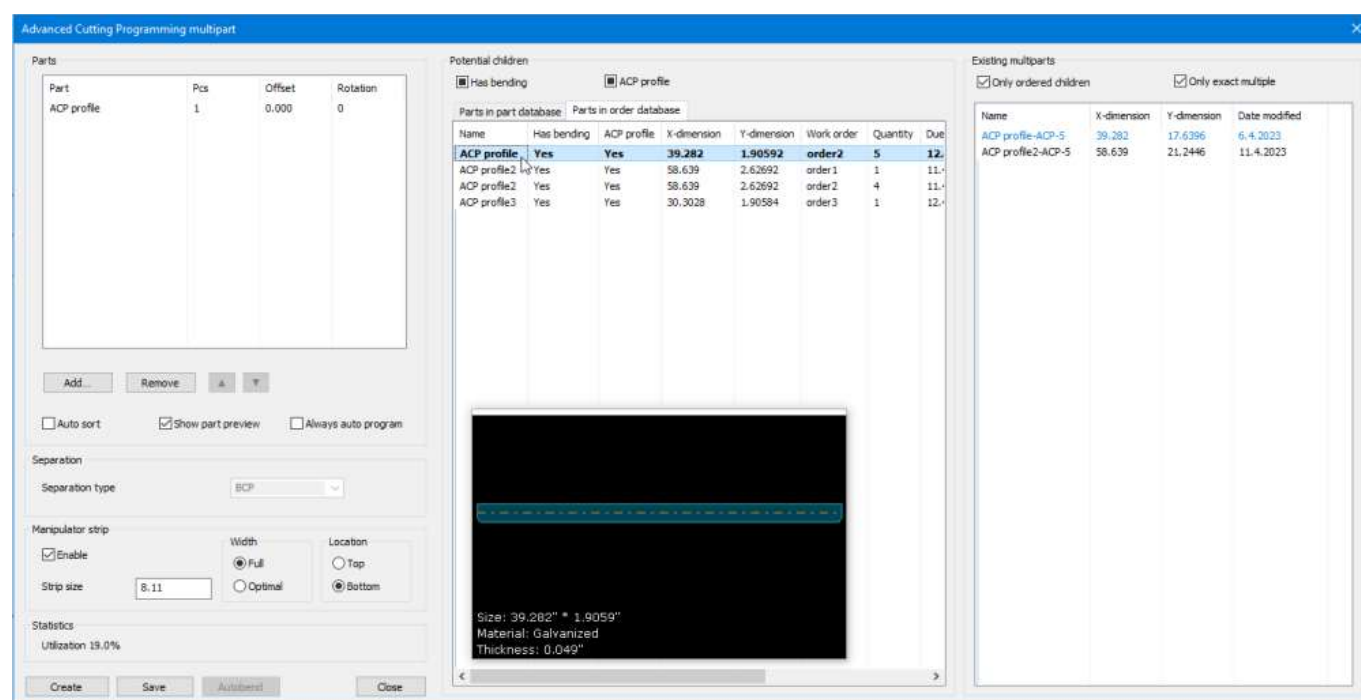 Advanced Cutting Programming multipart
Parts
Part Pcs Offset Rotation
ACP profile 1 0.000 0
Add... Remove
Auto sort Show part preview Always auto program
Separation
Separation type BCP
Manipulator strip
Enable
Strip size 8.11
Width
Full
Optimal
Location
Top
Bottom
Statistics
Utilization 19.0%
Create Save Autobend Close
Potential children
Has bending ACP profile
Parts in part database Parts in order database
Name Has bending ACP profile X-dimension Y-dimension Work order Quantity Due
ACP profile Yes Yes 39.282 1.90592 order2 5 12.
ACP profile2 Yes Yes 58.639 2.62692 order1 1 11.
ACP profile2 Yes Yes 58.639 2.62692 order2 4 11.
ACP profile3 Yes Yes 30.3028 1.90584 order3 1 12.
Size: 39.282" * 1.9059"
Material: Galvanized
Thickness: 0.049"
Existing multiparts
Only ordered children Only exact multiple
Name X-dimension Y-dimension Date modified
ACP profile-ACP-5 39.282 17.6396 6.4.2023
ACP profile2-ACP-5 58.639 21.2446 11.4.2023